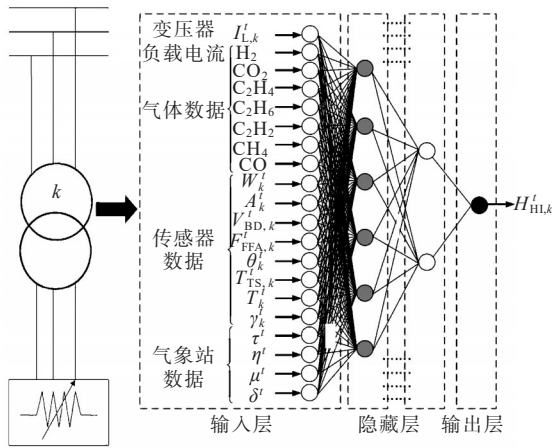 变压器
负载电流
I^t_{L,k}
H2
CO2
C2H4
气体数据
C2H6
C2H2
CH4
CO
W^t_k
A^t_k
V^t_{BD,k}
传感器
数据
F^t_{FFA,k}
θ^t_k
T^t_{TS,k}
T^t_k
γ^t_k
气象站
数据
τ^t
η^t
μ^t
δ^t
k
H^t_{HI,k}
输入层 隐藏层 输出层